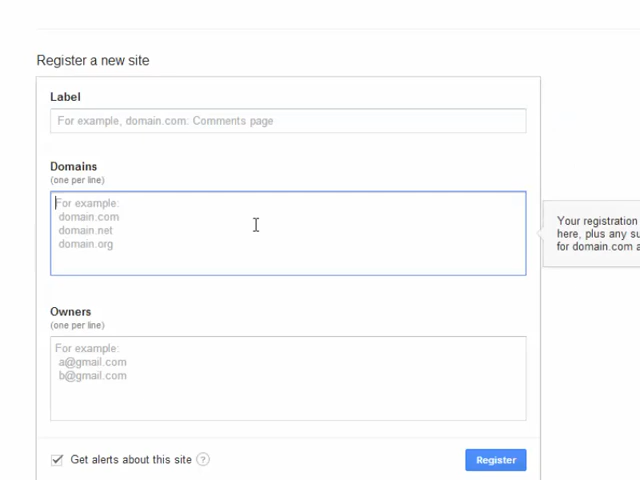 Register a new site
Label
For example, domain.com: Comments page
Domains
(one per line)
For example:
domain.com
domain.net
domain.org
Your registration
here, plus any su
for domain.com a
Owners
(one per line)
For example:
a@gmail.com
b@gmail.com
Get alerts about this site ?
Register